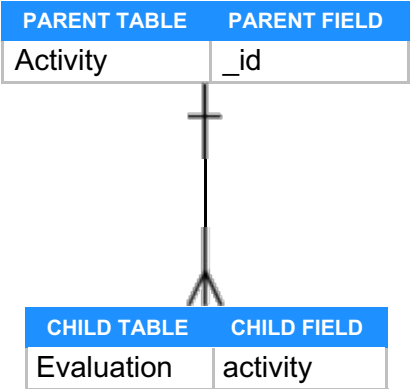 PARENT TABLE PARENT FIELD
Activity _id
CHILD TABLE CHILD FIELD
Evaluation activity